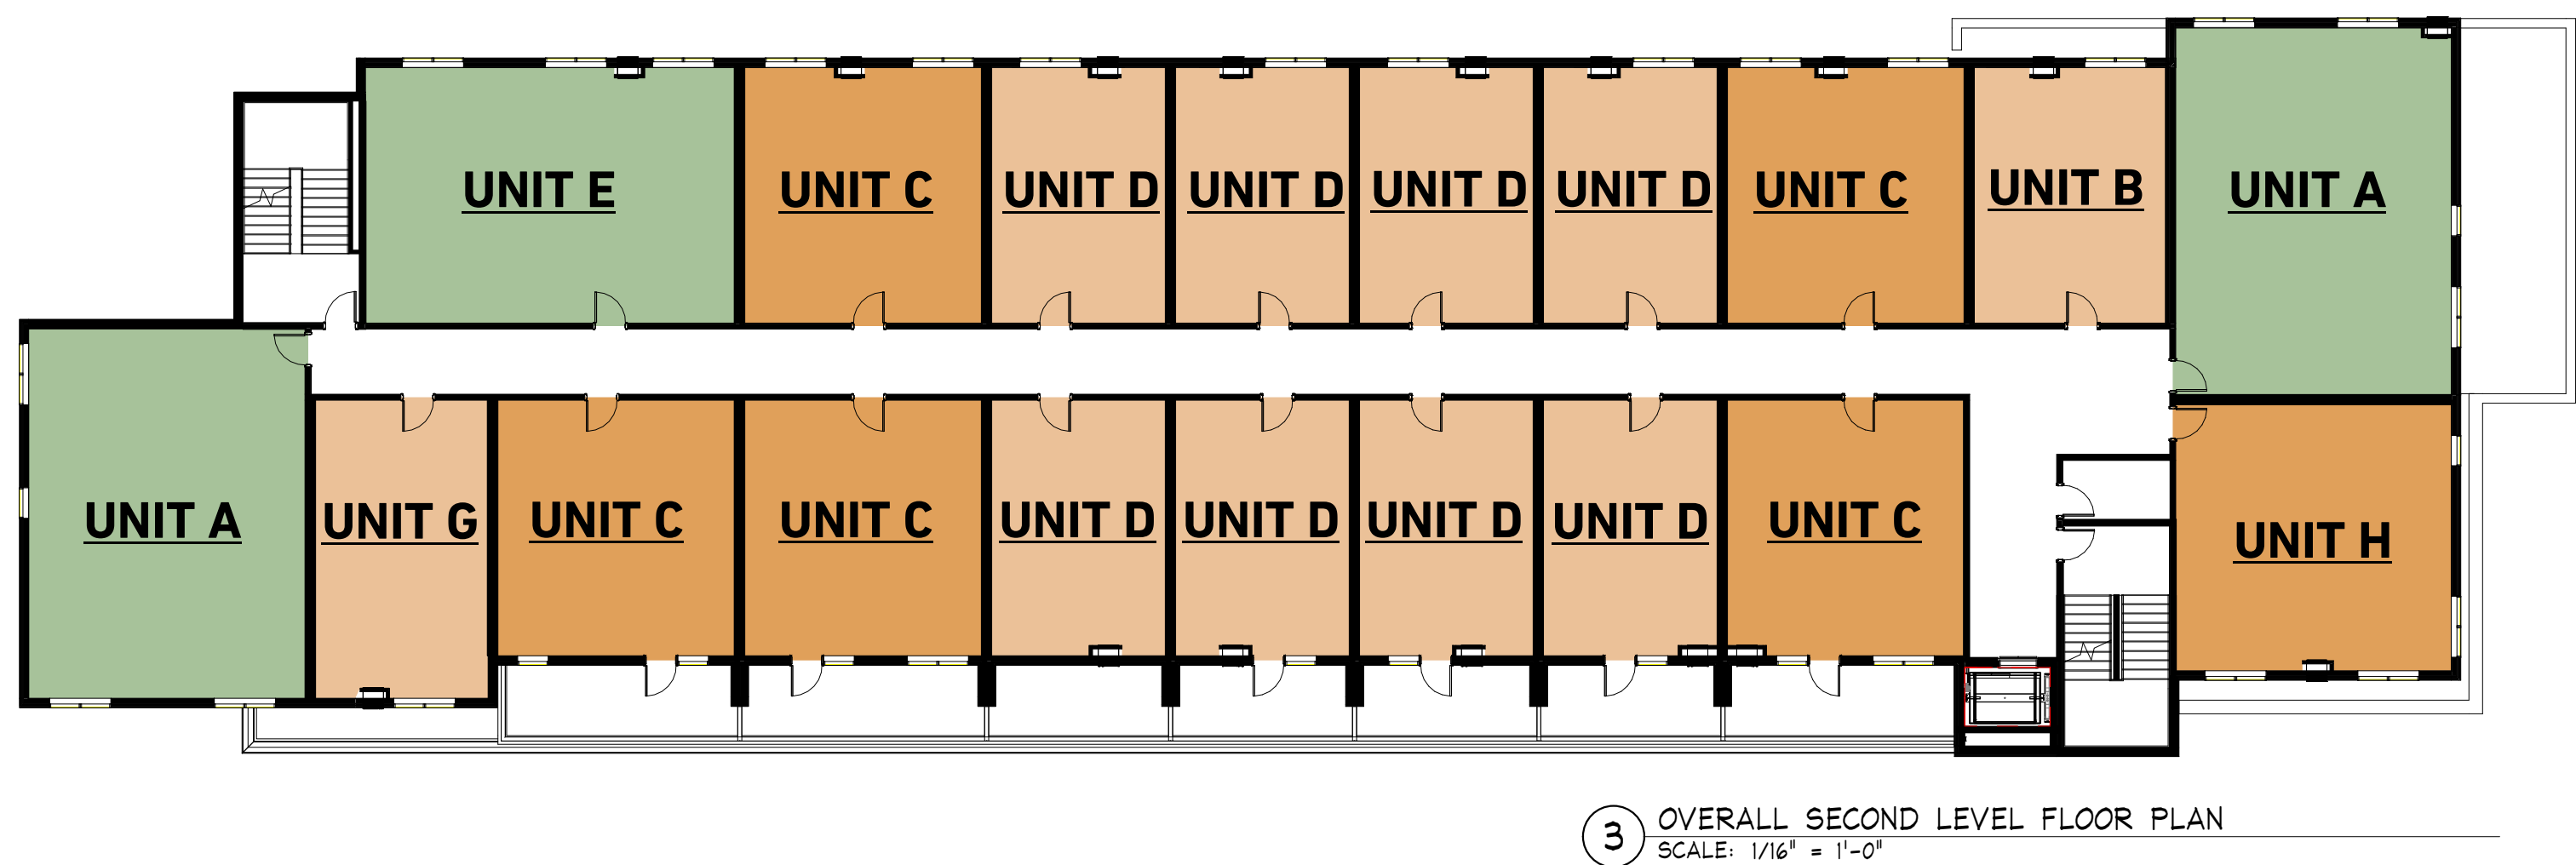 UNIT E
UNIT C
UNIT D
UNIT D
UNIT D
UNIT D
UNIT C
UNIT B
UNIT A
UNIT A
UNIT G
UNIT C
UNIT C
UNIT D
UNIT D
UNIT D
UNIT D
UNIT C
UNIT H
3
OVERALL SECOND LEVEL FLOOR PLAN
SCALE: 1/16" = 1'-0"